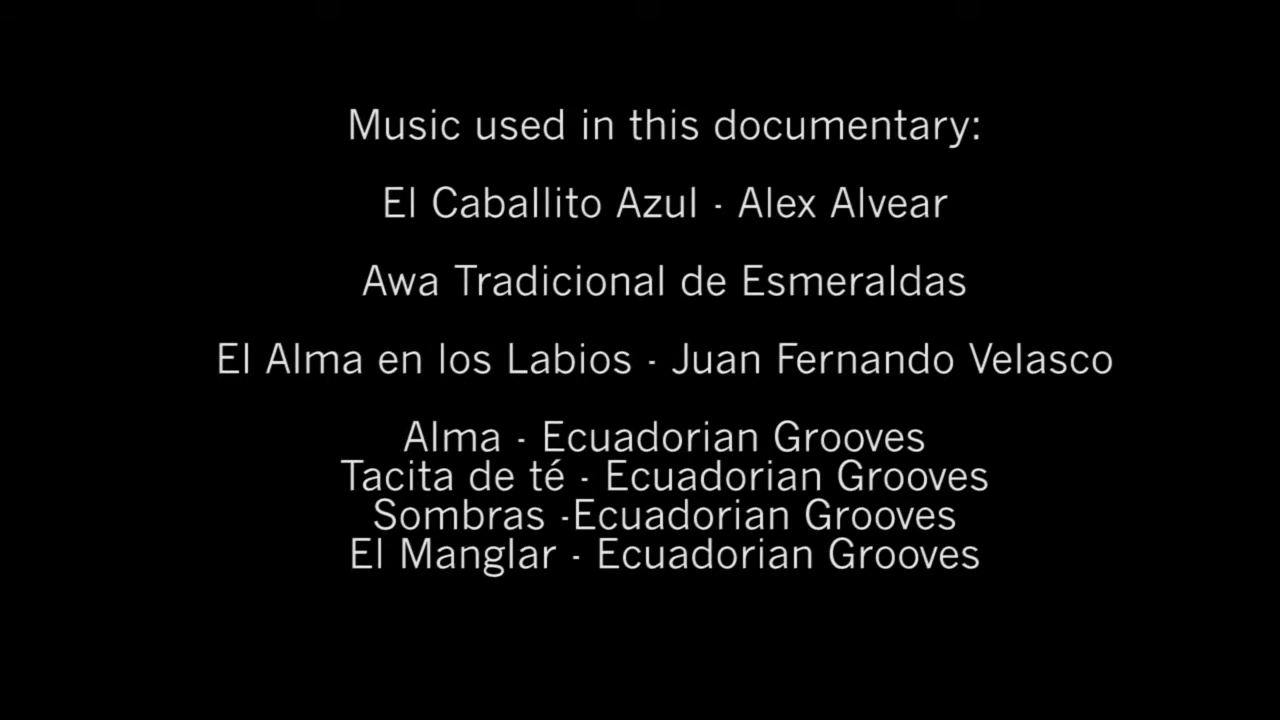 Music used in this documentary:
El Caballito Azul - Alex Alvear
Awa Tradicional de Esmeraldas
El Alma en los Labios - Juan Fernando Velasco
Alma - Ecuadorian Grooves
Tacita de té - Ecuadorian Grooves
Sombras -Ecuadorian Grooves
El Manglar - Ecuadorian Grooves